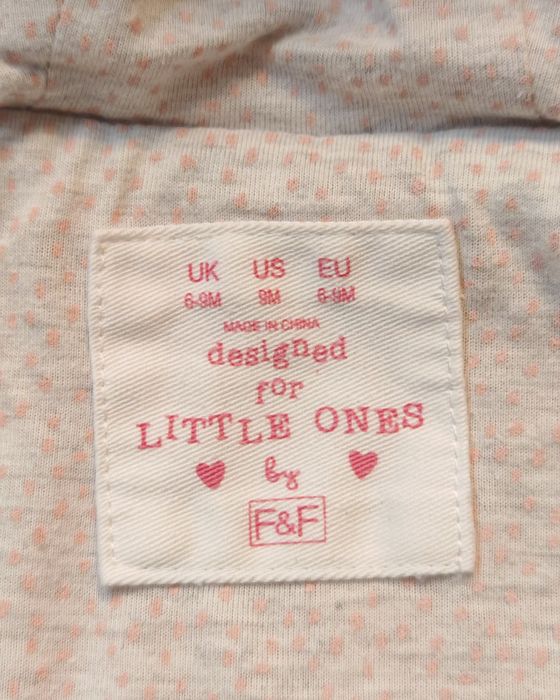 UK US EU
6-9M 9M 6-9M
MADE IN CHINA
designed
for
LITTLE ONES
by
F&F